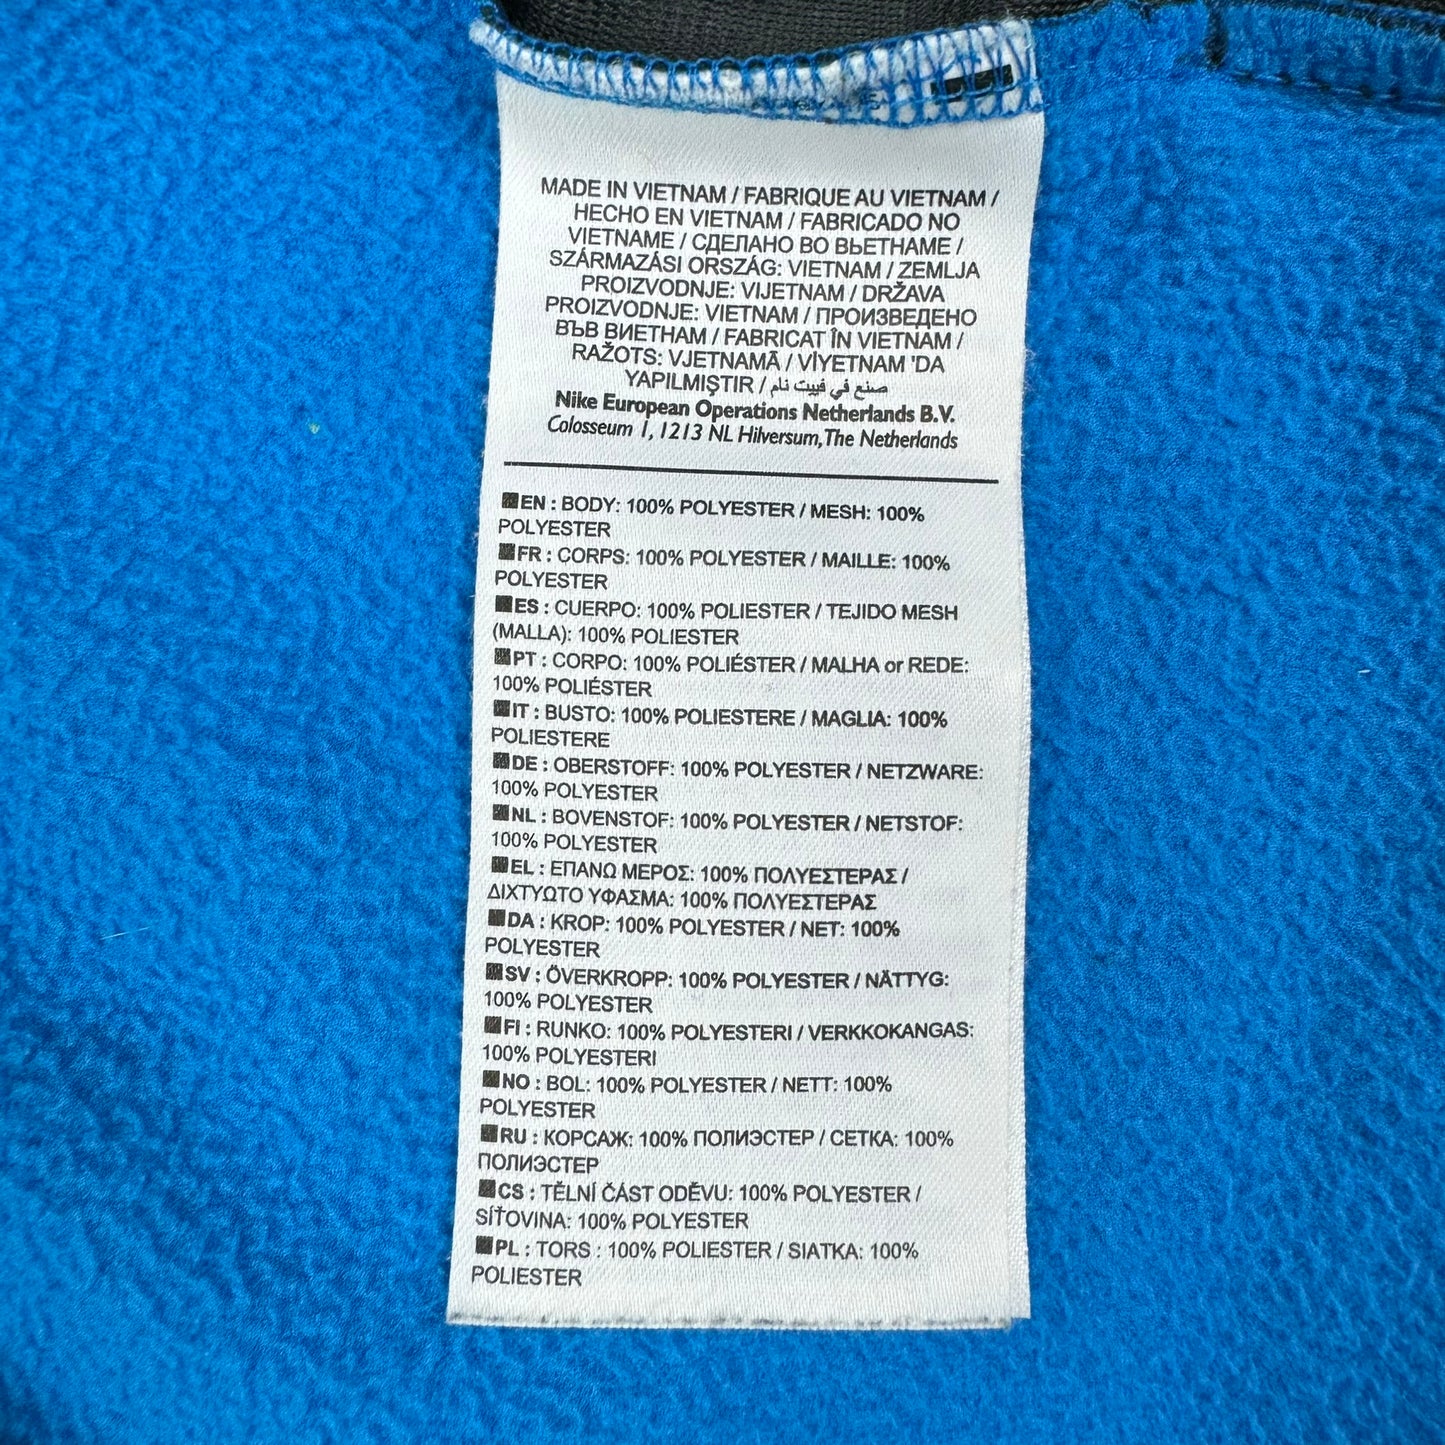 MADE IN VIETNAM / FABRIQUE AU VIETNAM /
HECHO EN VIETNAM / FABRICADO NO
VIETNAME / СДЕЛАНО ВО ВЬЕТНАМЕ /
SZÁRMAZÁSI ORSZÁG: VIETNAM / ZEMLJA
PROIZVODNJE: VIJETNAM / DRŽAVA
PROIZVODNJE: VIETNAM / ПРОИЗВЕДЕНО
ВЪВ ВИЕТНАМ / FABRICAT ÎN VIETNAM /
RAŽOTS: VJETNAMĀ / VİYETNAM 'DA
YAPILMIŞTIR / صنع في فييت نام
Nike European Operations Netherlands B.V.
Colosseum 1, 1213 NL Hilversum, The Netherlands
EN : BODY: 100% POLYESTER / MESH: 100%
POLYESTER
FR : CORPS: 100% POLYESTER / MAILLE: 100%
POLYESTER
ES : CUERPO: 100% POLIESTER / TEJIDO MESH
(MALLA): 100% POLIESTER
PT : CORPO: 100% POLIÉSTER / MALHA or REDE:
100% POLIÉSTER
IT : BUSTO: 100% POLIESTERE / MAGLIA: 100%
POLIESTERE
DE : OBERSTOFF: 100% POLYESTER / NETZWARE:
100% POLYESTER
NL : BOVENSTOF: 100% POLYESTER / NETSTOF:
100% POLYESTER
EL : ΕΠΑΝΩ ΜΕΡΟΣ: 100% ΠΟΛΥΕΣΤΕΡΑΣ /
ΔΙΧΤΥΩΤΟ ΥΦΑΣΜΑ: 100% ΠΟΛΥΕΣΤΕΡΑΣ
DA : KROP: 100% POLYESTER / NET: 100%
POLYESTER
SV : ÖVERKROPP: 100% POLYESTER / NÄTTYG:
100% POLYESTER
FI : RUNKO: 100% POLYESTERI / VERKKOKANGAS:
100% POLYESTERI
NO : BOL: 100% POLYESTER / NETT: 100%
POLYESTER
RU : КОРСАЖ: 100% ПОЛИЭСТЕР / СЕТКА: 100%
ПОЛИЭСТЕР
CS : TĚLNÍ ČÁST ODĚVU: 100% POLYESTER /
SÍŤOVINA: 100% POLYESTER
PL : TORS : 100% POLIESTER / SIATKA: 100%
POLIESTER